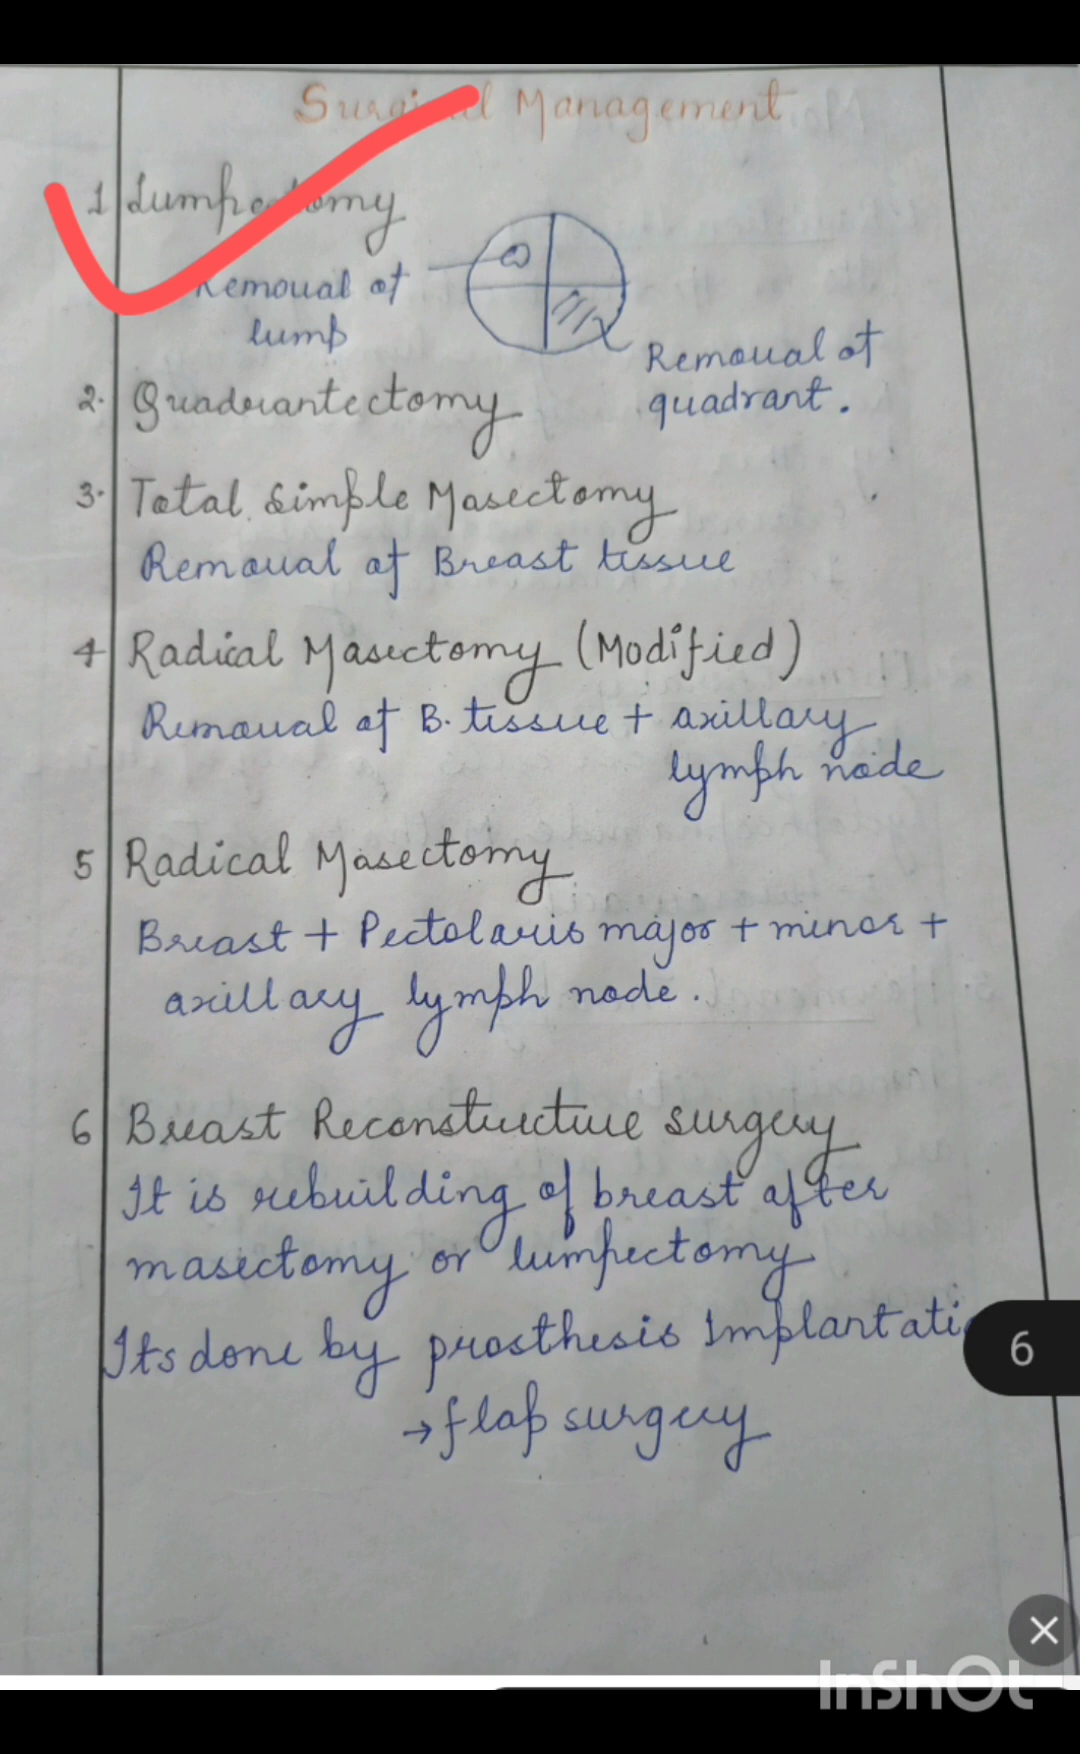 Surgical Management
1 Lumpectomy
Removal of
lump
Removal of
quadrant.
2. Quadrantectomy
3. Total Simple Masectomy
Removal of Breast tissue
4 Radical Masectomy (Modified)
Removal of B. tissue + axillary
lymph node
5 Radical Masectomy
Breast + Pectolaris major + minor +
axillary lymph node.
6 Breast Reconstructive surgery
It is rebuilding of breast after
masectomy or lumpectomy
Its done by prosthesis
→ flap surgery
6
InShOt